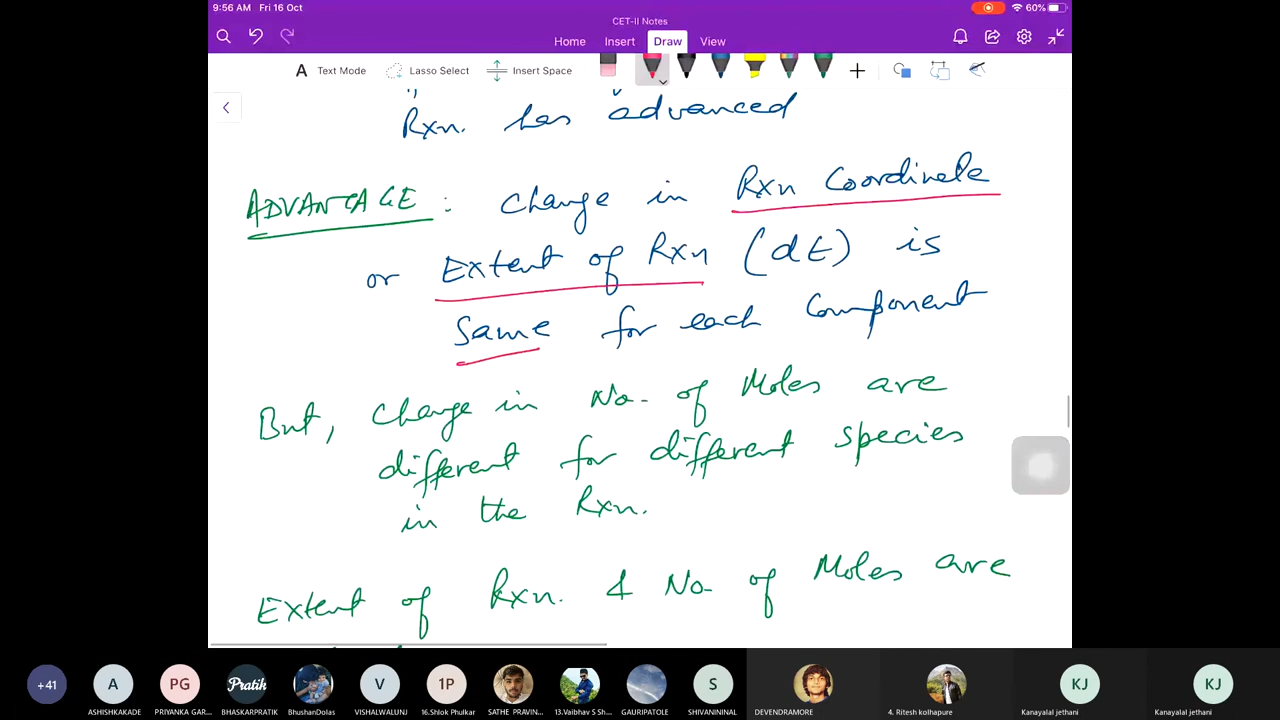 9:56 AM Fri 16 Oct
60%
CET-II Notes
Home Insert Draw View
Text Mode Lasso Select Insert Space
Rxn. has advanced
ADVANTAGE : Change in Rxn Coordinate
or Extent of Rxn (dƐ) is
Same for each Component
But, change in No. of Moles are
different for different species
in the Rxn.
Extent of Rxn. & No. of Moles are
+41 A PG Pratik V 1P S KJ KJ
ASHISHKAKADE PRIYANKA GAR... BHASKARPRATIK BhushanDolas VISHALWALUNJ 16.Shlok Phulkar SATHE PRAVIN... 13.Vaibhav S Sh... GAURIPATOLE SHIVANININAL DEVENDRAMORE 4. Ritesh kolhapure Kanayalal jethani Kanayalal jethani